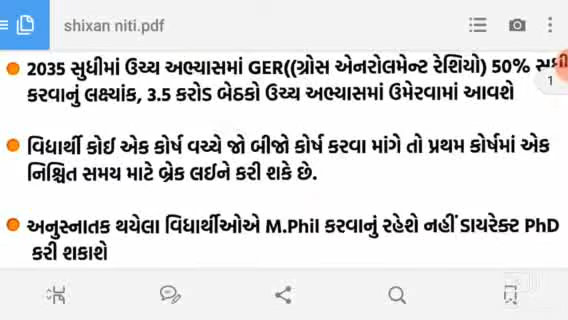 shixan niti.pdf
2035 સુધીમાં ઉચ્ચ અભ્યાસમાં GER((ગ્રોસ એનરોલમેન્ટ રેશિયો) 50% સુધી
1
કરવાનું લક્ષ્યાંક, 3.5 કરોડ બેઠકો ઉચ્ચ અભ્યાસમાં ઉમેરવામાં આવશે
વિદ્યાર્થી કોઈ એક કોર્ષ વચ્ચે જો બીજો કોર્ષ કરવા માંગે તો પ્રથમ કોર્ષમાં એક
નિશ્ચિત સમય માટે બ્રેક લઈને કરી શકે છે.
અનુસ્નાતક થયેલા વિદ્યાર્થીઓએ M.Phil કરવાનું રહેશે નહીં ડાયરેક્ટ PhD
કરી શકાશે